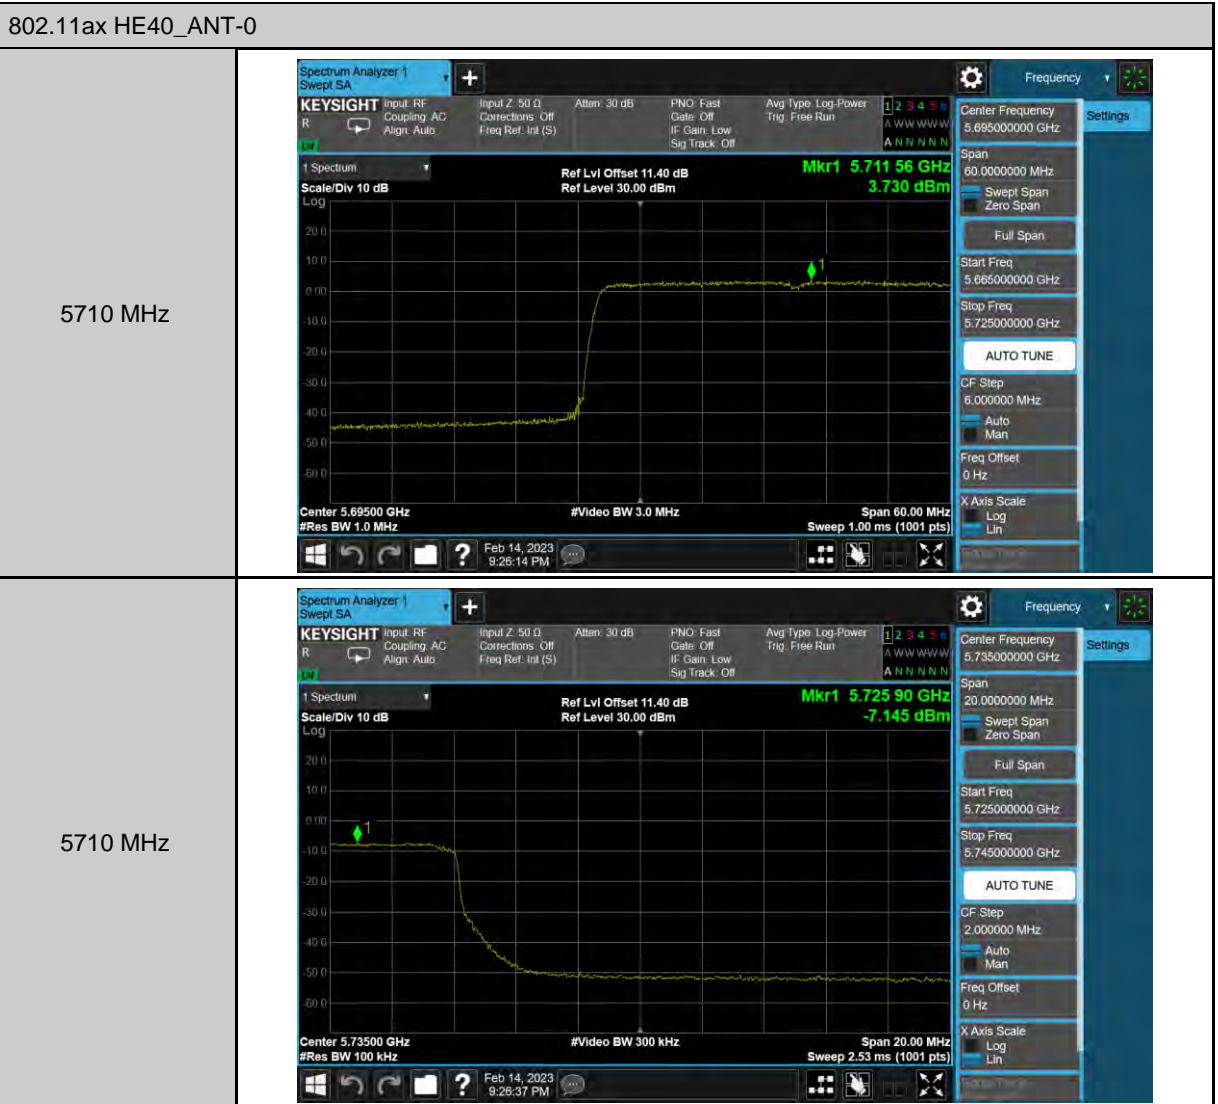 802.11ax HE40_ANT-0
5710 MHz
Spectrum Analyzer 1
Swept SA
Frequency
KEYSIGHT
R
Input: RF
Coupling: AC
Align: Auto
Input Z: 50 Ω
Corrections: Off
Freq Ref: Int (S)
Atten: 30 dB
PNO: Fast
Gate: Off
IF Gain: Low
Sig Track: Off
Avg Type: Log-Power
Trig: Free Run
1 2 3 4 5 6
A W W W W W
A N N N N N
1 Spectrum
Scale/Div 10 dB
Log
Ref Lvl Offset 11.40 dB
Ref Level 30.00 dBm
Mkr1 5.711 56 GHz
3.730 dBm
20.0
10.0
0.00
-10.0
-20.0
-30.0
-40.0
-50.0
-60.0
1
Center 5.69500 GHz
#Res BW 1.0 MHz
#Video BW 3.0 MHz
Span 60.00 MHz
Sweep 1.00 ms (1001 pts)
Feb 14, 2023
9:26:14 PM
Center Frequency
5.695000000 GHz
Settings
Span
60.0000000 MHz
Swept Span
Zero Span
Full Span
Start Freq
5.665000000 GHz
Stop Freq
5.725000000 GHz
AUTO TUNE
CF Step
6.000000 MHz
Auto
Man
Freq Offset
0 Hz
X Axis Scale
Log
Lin
5710 MHz
Spectrum Analyzer 1
Swept SA
Frequency
KEYSIGHT
R
Input: RF
Coupling: AC
Align: Auto
Input Z: 50 Ω
Corrections: Off
Freq Ref: Int (S)
Atten: 30 dB
PNO: Fast
Gate: Off
IF Gain: Low
Sig Track: Off
Avg Type: Log-Power
Trig: Free Run
1 2 3 4 5 6
A W W W W W
A N N N N N
1 Spectrum
Scale/Div 10 dB
Log
Ref Lvl Offset 11.40 dB
Ref Level 30.00 dBm
Mkr1 5.725 90 GHz
-7.145 dBm
20.0
10.0
0.00
-10.0
-20.0
-30.0
-40.0
-50.0
-60.0
1
Center 5.73500 GHz
#Res BW 100 kHz
#Video BW 300 kHz
Span 20.00 MHz
Sweep 2.53 ms (1001 pts)
Feb 14, 2023
9:26:37 PM
Center Frequency
5.735000000 GHz
Settings
Span
20.0000000 MHz
Swept Span
Zero Span
Full Span
Start Freq
5.725000000 GHz
Stop Freq
5.745000000 GHz
AUTO TUNE
CF Step
2.000000 MHz
Auto
Man
Freq Offset
0 Hz
X Axis Scale
Log
Lin